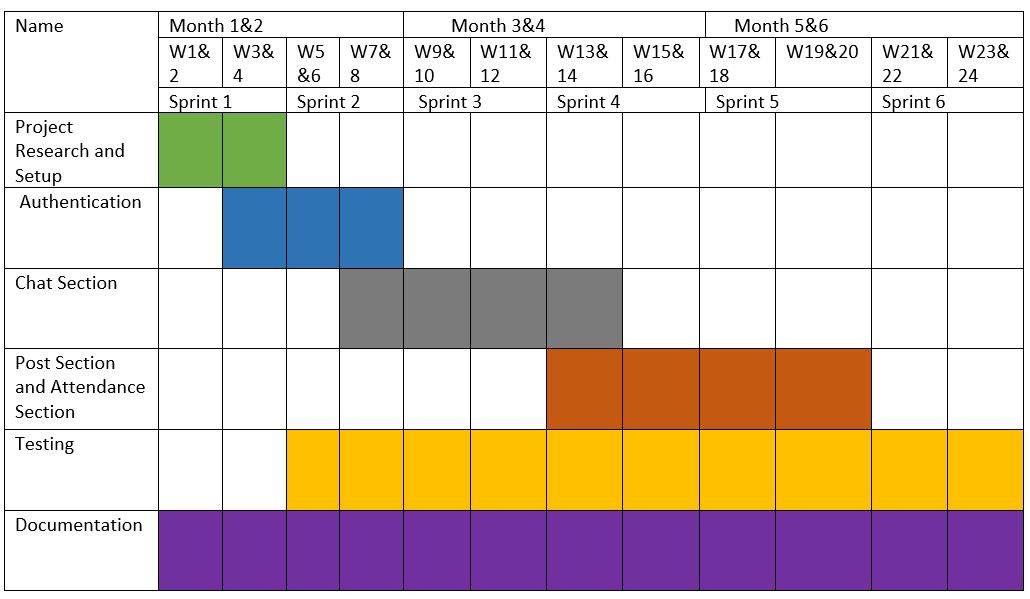 Name
Month 1&2
Month 3&4
Month 5&6
W1&
2
W3&
4
W5
&6
W7&
8
W9&
10
W11&
12
W13&
14
W15&
16
W17&
18
W19&20
W21&
22
W23&
24
Sprint 1
Sprint 2
Sprint 3
Sprint 4
Sprint 5
Sprint 6
Project
Research and
Setup
Authentication
Chat Section
Post Section
and Attendance
Section
Testing
Documentation